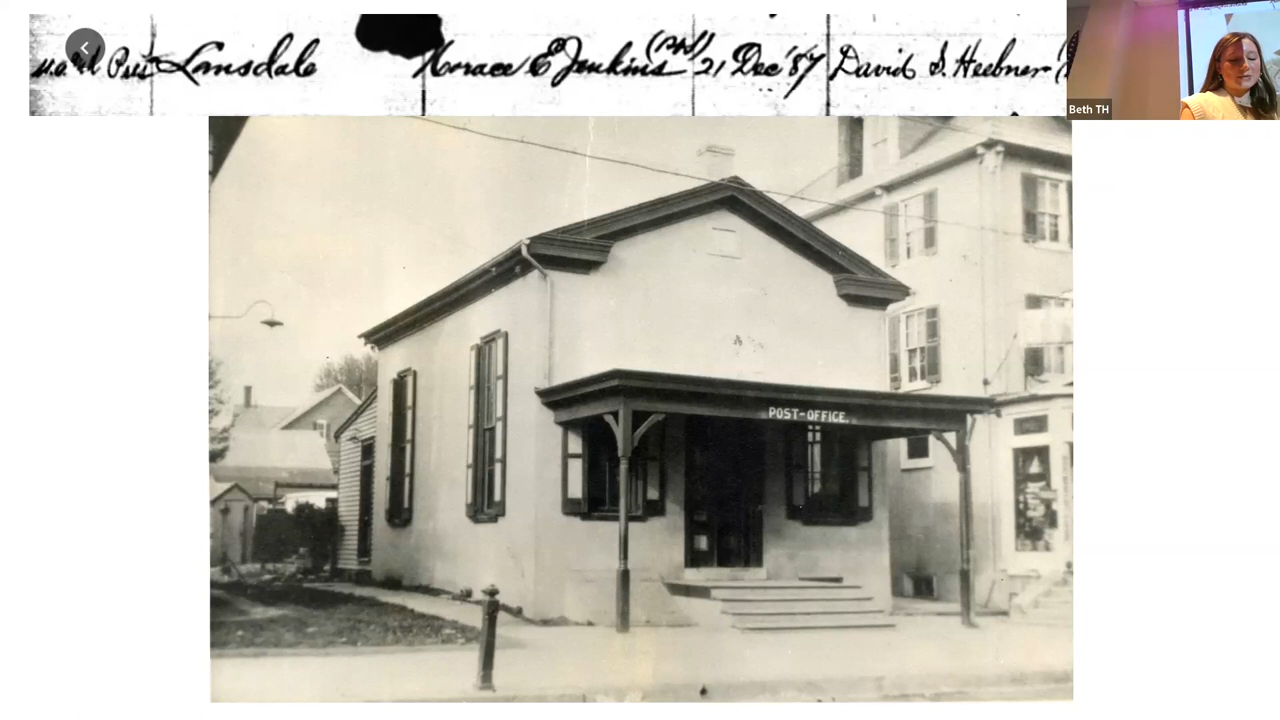 Lansdale Horace E Jenkins 21 Dec '87 David S. Heebner
Beth TH
POST-OFFICE.